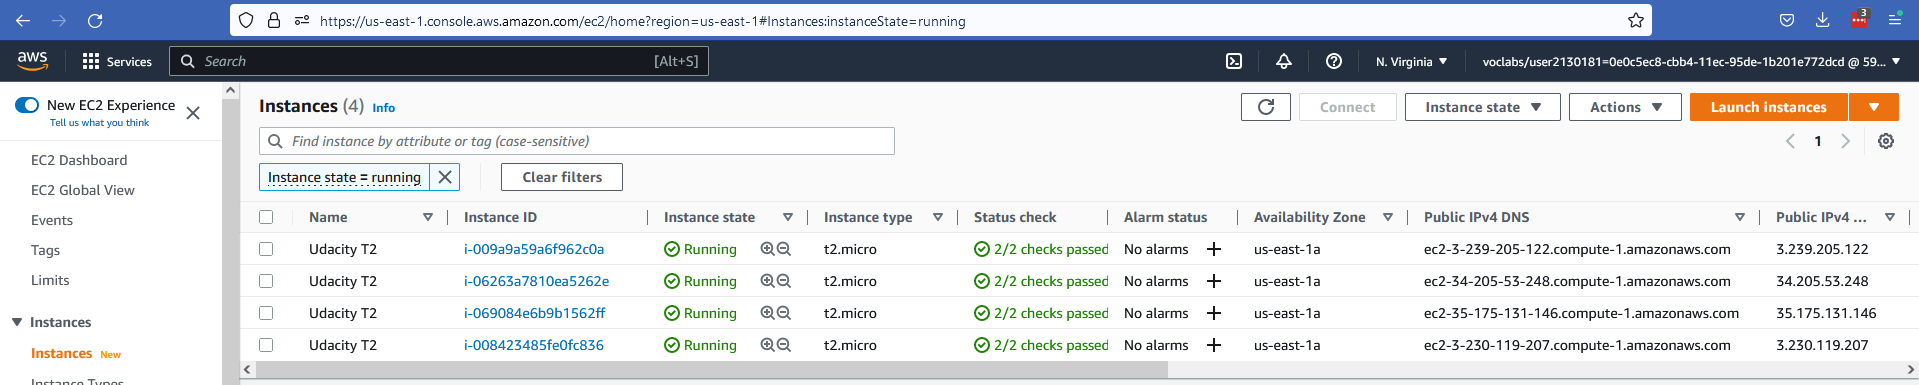 https://us-east-1.console.aws.amazon.com/ec2/home?region=us-east-1#Instances:instanceState=running
3
aws Services Search [Alt+S] N. Virginia ▼ voclabs/user2130181=0e0c5ec8-cbb4-11ec-95de-1b201e772dcd @ 59... ▼
New EC2 Experience
Tell us what you think
EC2 Dashboard
EC2 Global View
Events
Tags
Limits
Instances
Instances New
Instance Types
Instances (4) Info
Connect Instance state ▼ Actions ▼ Launch instances ▼
Find instance by attribute or tag (case-sensitive)
1
Instance state = running Clear filters
Name Instance ID Instance state Instance type Status check Alarm status Availability Zone Public IPv4 DNS Public IPv4 ...
Udacity T2 i-009a9a59a6f962c0a Running t2.micro 2/2 checks passed No alarms + us-east-1a ec2-3-239-205-122.compute-1.amazonaws.com 3.239.205.122
Udacity T2 i-06263a7810ea5262e Running t2.micro 2/2 checks passed No alarms + us-east-1a ec2-34-205-53-248.compute-1.amazonaws.com 34.205.53.248
Udacity T2 i-069084e6b9b1562ff Running t2.micro 2/2 checks passed No alarms + us-east-1a ec2-35-175-131-146.compute-1.amazonaws.com 35.175.131.146
Udacity T2 i-008423485fe0fc836 Running t2.micro 2/2 checks passed No alarms + us-east-1a ec2-3-230-119-207.compute-1.amazonaws.com 3.230.119.207